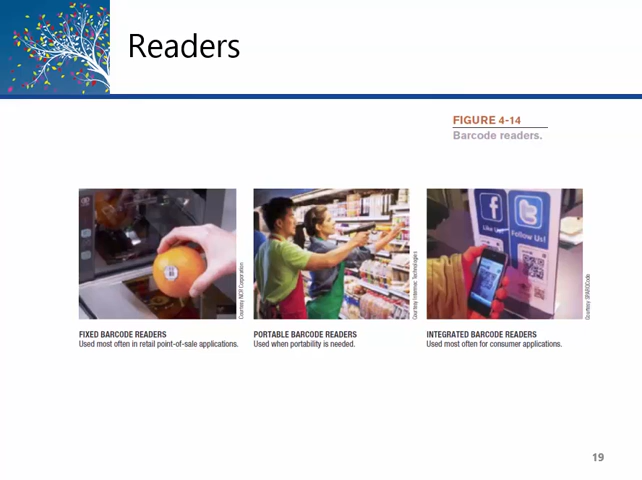 Readers
FIGURE 4-14
Barcode readers.
Like Us!
Follow Us!
Courtesy NCR Corporation
Courtesy Intermec Technologies
Courtesy SPARQCode
FIXED BARCODE READERS
Used most often in retail point-of-sale applications.
PORTABLE BARCODE READERS
Used when portability is needed.
INTEGRATED BARCODE READERS
Used most often for consumer applications.
19